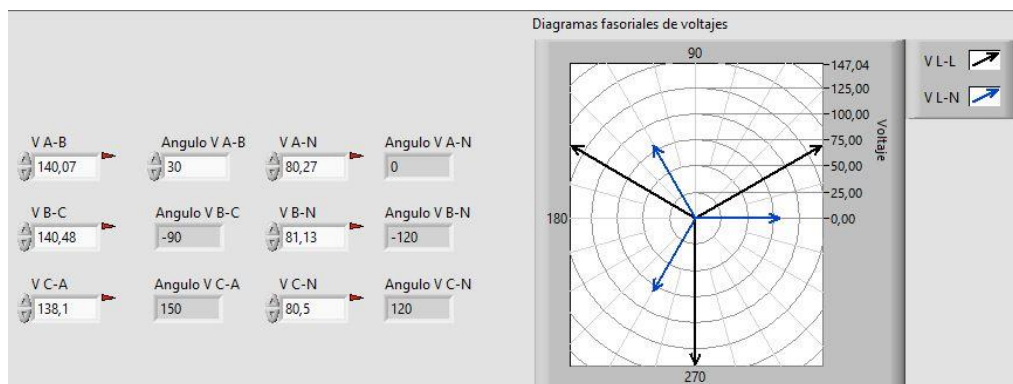 Diagramas fasoriales de voltajes
V A-B
Angulo V A-B
V A-N
Angulo V A-N
140,07
30
80,27
0
V B-C
Angulo V B-C
V B-N
Angulo V B-N
140,48
-90
81,13
-120
V C-A
Angulo V C-A
V C-N
Angulo V C-N
138,1
150
80,5
120
90
180
270
147,04
125,00
100,00
75,00
50,00
25,00
0,00
Voltaje
V L-L
V L-N